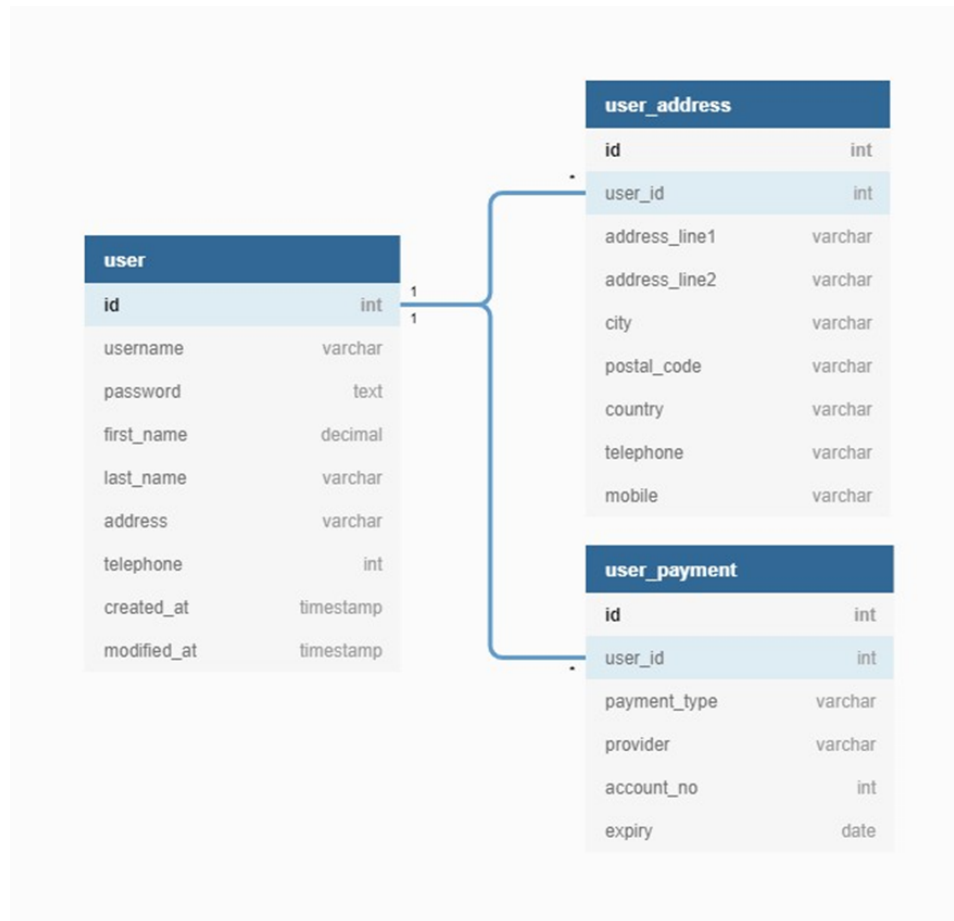 user
id int
username varchar
password text
first_name decimal
last_name varchar
address varchar
telephone int
created_at timestamp
modified_at timestamp
1
1
*
*
user_address
id int
user_id int
address_line1 varchar
address_line2 varchar
city varchar
postal_code varchar
country varchar
telephone varchar
mobile varchar
user_payment
id int
user_id int
payment_type varchar
provider varchar
account_no int
expiry date